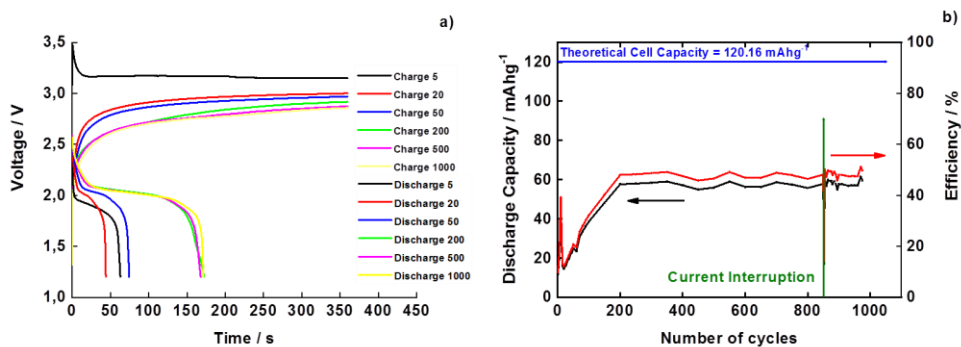 a)
3,5
3,0
2,5
2,0
1,5
1,0
Voltage / V
0 50 100 150 200 250 300 350 400 450
Time / s
Charge 5
Charge 20
Charge 50
Charge 200
Charge 500
Charge 1000
Discharge 5
Discharge 20
Discharge 50
Discharge 200
Discharge 500
Discharge 1000
b)
Theoretical Cell Capacity = 120.16 mAhg⁻¹
120
100
80
60
40
20
0
Discharge Capacity / mAhg⁻¹
100
80
60
40
20
0
Efficiency / %
Current Interruption
0 200 400 600 800 1000
Number of cycles